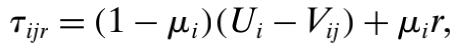 τ_{ijr} = (1 − μ_i)(U_i − V_{ij}) + μ_i r,